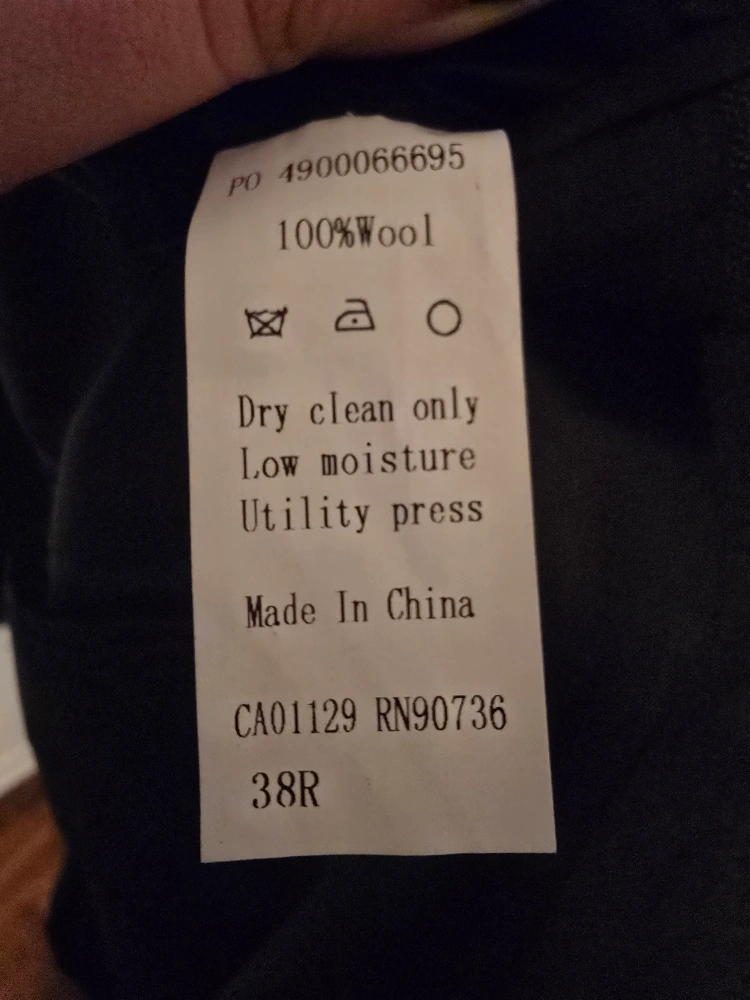 PO 4900066695
100%Wool
Dry clean only
Low moisture
Utility press
Made In China
CA01129 RN90736
38R